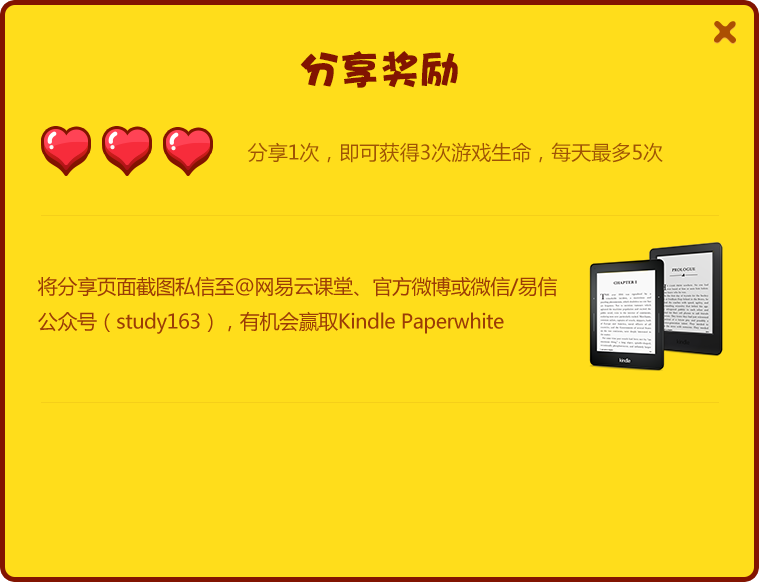 分享奖励
分享1次，即可获得3次游戏生命，每天最多5次
将分享页面截图私信至@网易云课堂、官方微博或微信/易信
公众号（study163），有机会赢取Kindle Paperwhite
CHAPTER I
PROLOGUE
kindle